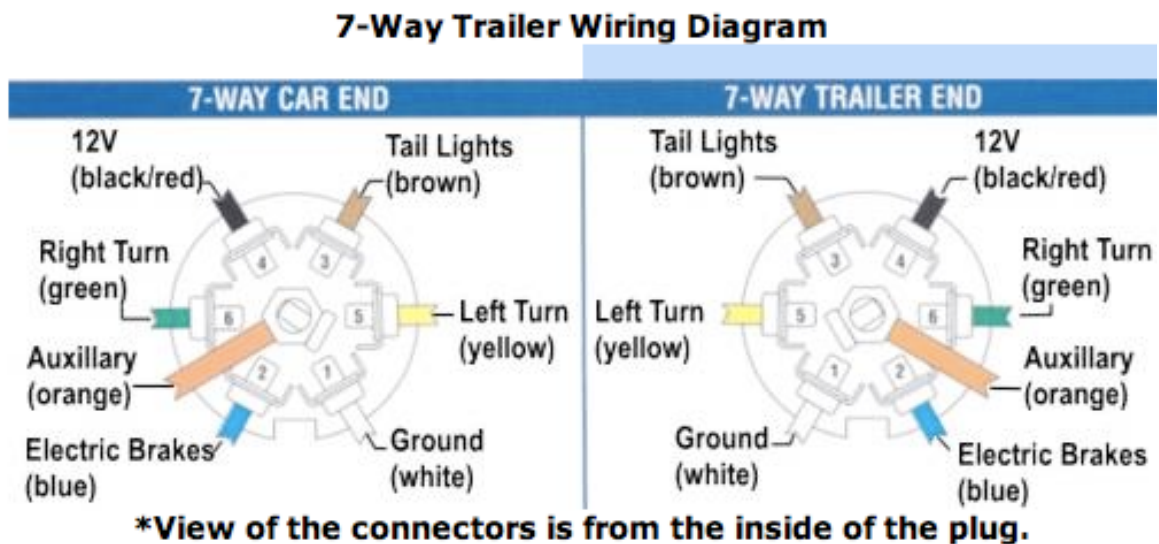 7-Way Trailer Wiring Diagram
7-WAY CAR END
12V
(black/red)
Tail Lights
(brown)
Right Turn
(green)
Left Turn
(yellow)
Auxillary
(orange)
Electric Brakes
(blue)
Ground
(white)
4
3
6
5
2
1
7-WAY TRAILER END
Tail Lights
(brown)
12V
(black/red)
Right Turn
(green)
Left Turn
(yellow)
Auxillary
(orange)
Ground
(white)
Electric Brakes
(blue)
3
4
5
6
1
2
*View of the connectors is from the inside of the plug.